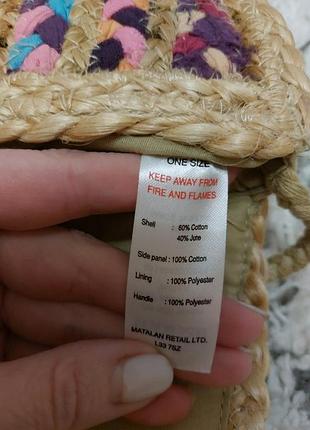 ONE SIZE
KEEP AWAY FROM
FIRE AND FLAMES
Shell : 60% Cotton
40% Jute
Side panel : 100% Cotton
Lining : 100% Polyester
Handle : 100% Polyester
MATALAN RETAIL LTD.
L33 7SZ